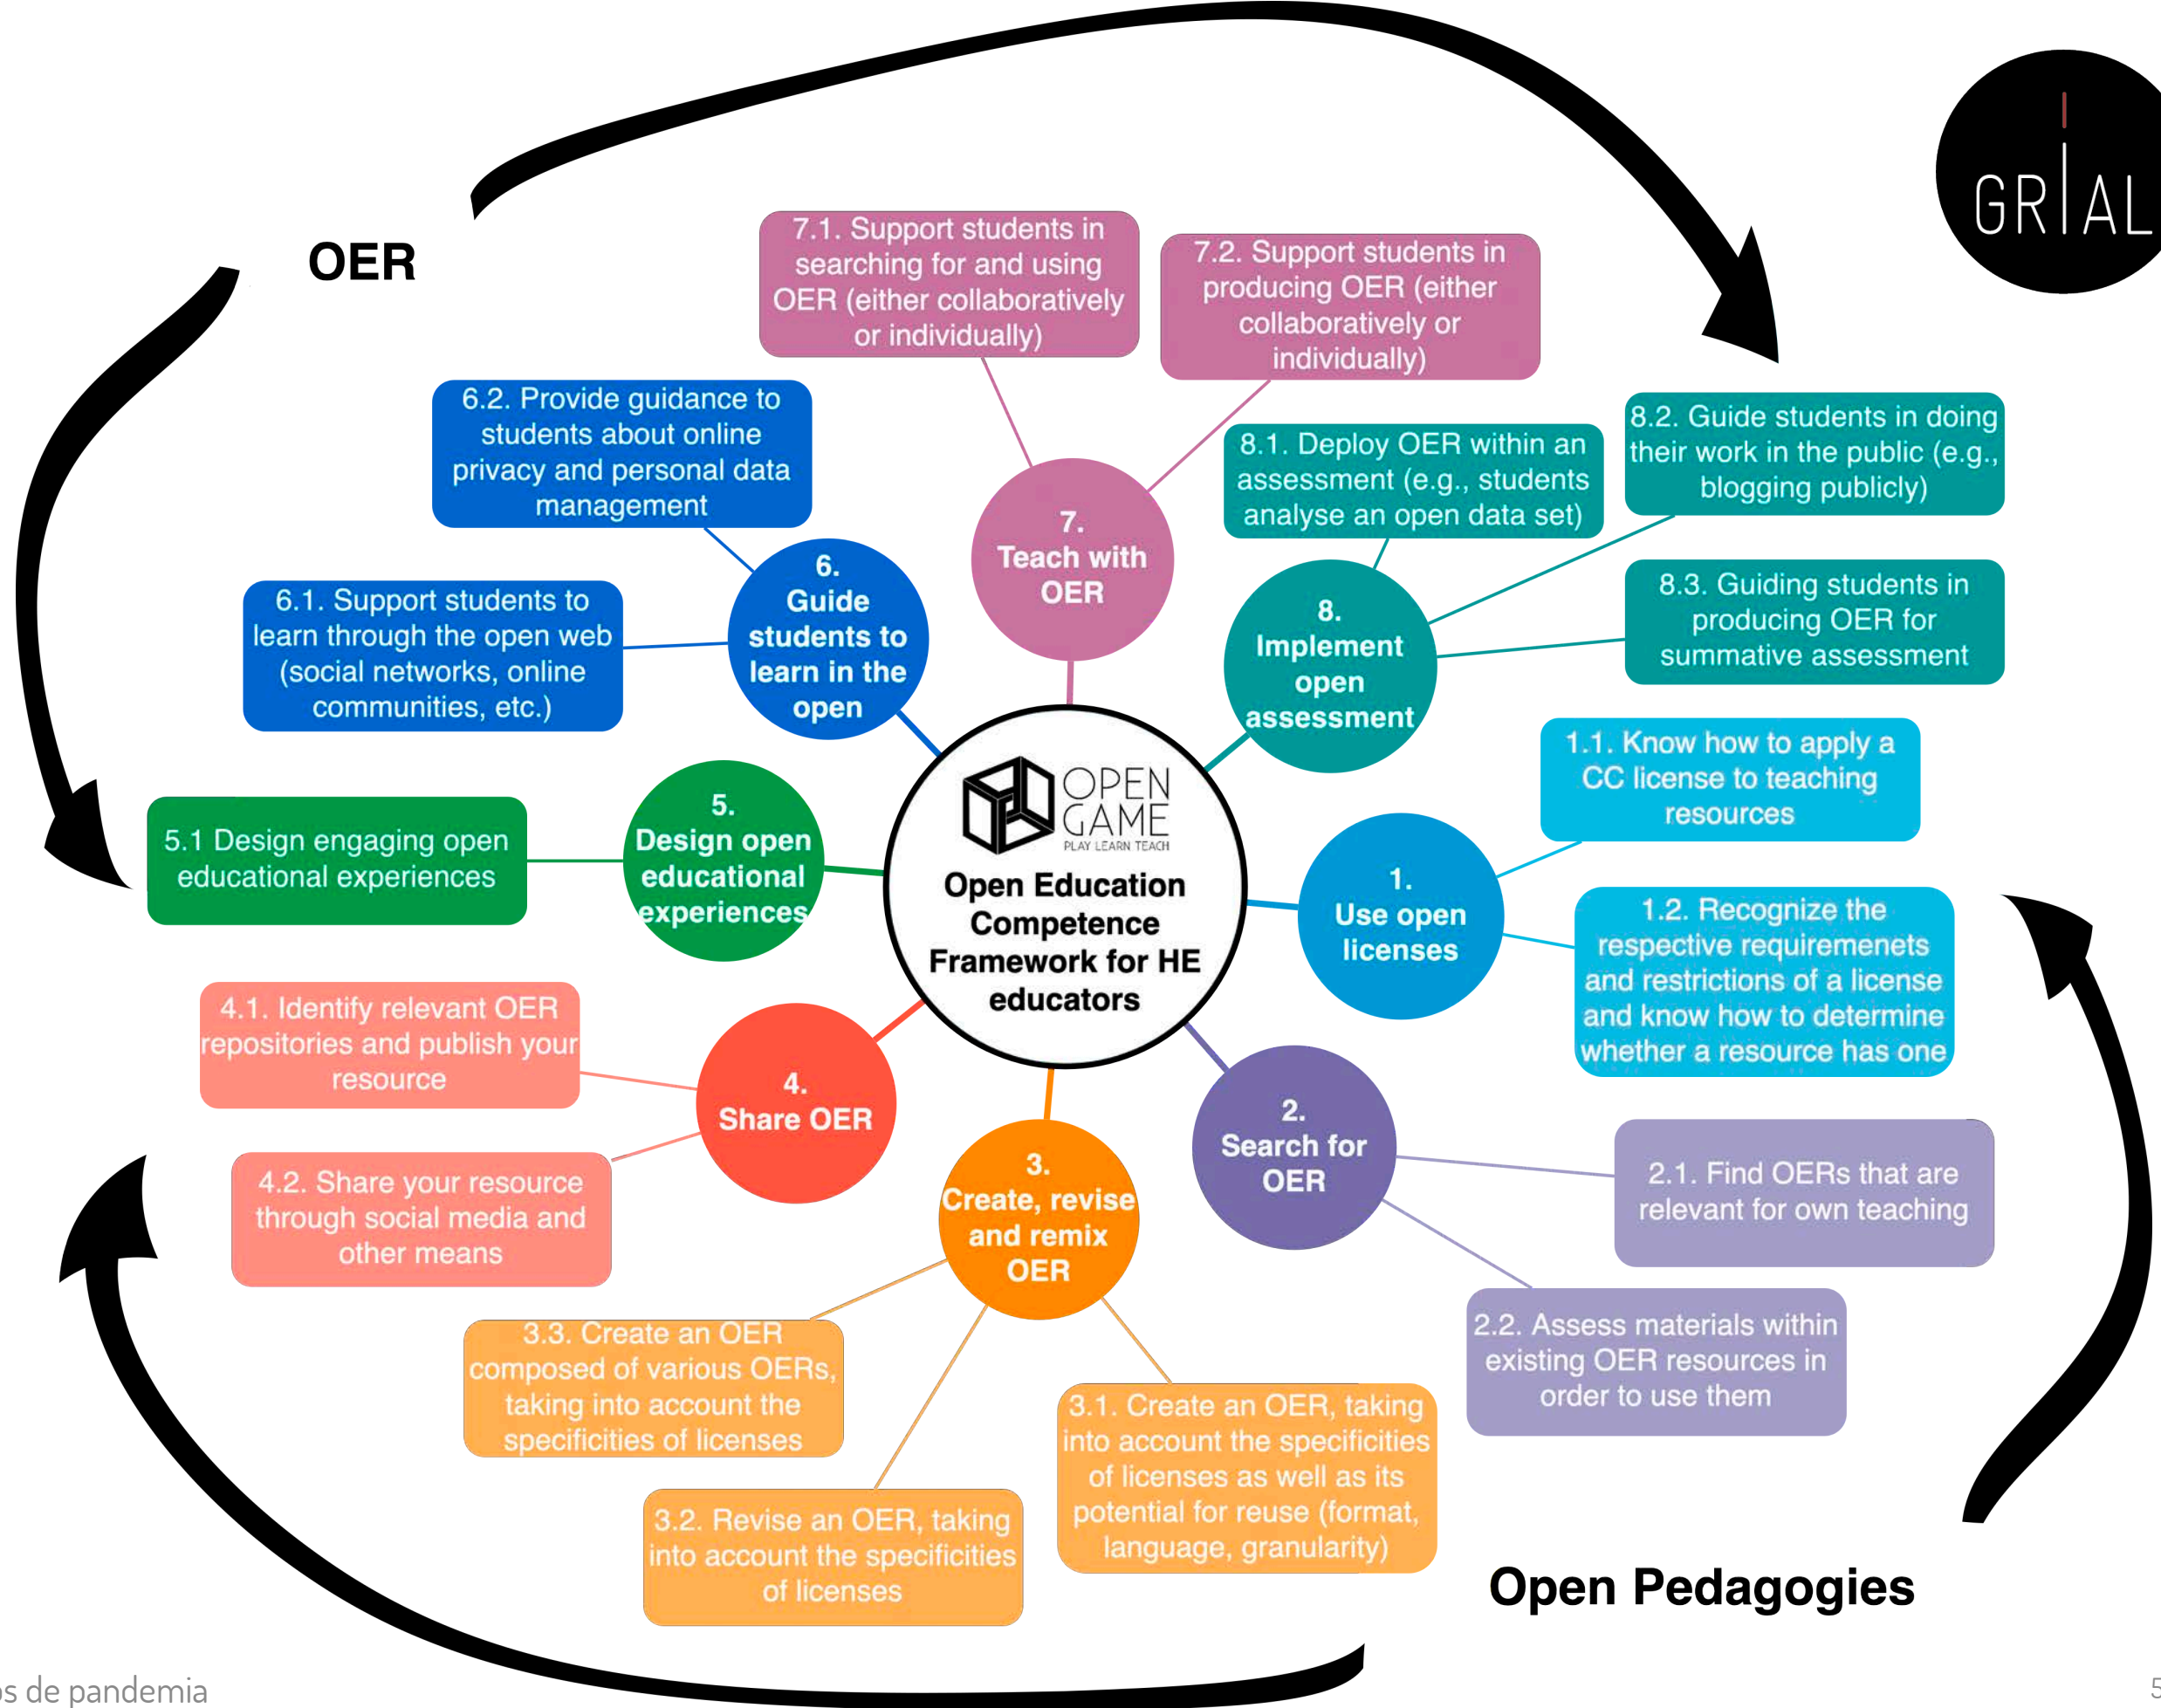 OER
GRIAL
7.1. Support students in
searching for and using
OER (either collaboratively
or individually)
7.2. Support students in
producing OER (either
collaboratively or
individually)
6.2. Provide guidance to
students about online
privacy and personal data
management
8.1. Deploy OER within an
assessment (e.g., students
analyse an open data set)
8.2. Guide students in doing
their work in the public (e.g.,
blogging publicly)
7.
Teach with
OER
6.
Guide
students to
learn in the
open
6.1. Support students to
learn through the open web
(social networks, online
communities, etc.)
8.
Implement
open
assessment
8.3. Guiding students in
producing OER for
summative assessment
5.1 Design engaging open
educational experiences
5.
Design open
educational
experiences
OPEN
GAME
PLAY LEARN TEACH
Open Education
Competence
Framework for HE
educators
1.
Use open
licenses
1.1. Know how to apply a
CC license to teaching
resources
1.2. Recognize the
respective requiremenets
and restrictions of a license
and know how to determine
whether a resource has one
4.1. Identify relevant OER
repositories and publish your
resource
4.
Share OER
4.2. Share your resource
through social media and
other means
3.
Create, revise
and remix
OER
2.
Search for
OER
2.1. Find OERs that are
relevant for own teaching
2.2. Assess materials within
existing OER resources in
order to use them
3.3. Create an OER
composed of various OERs,
taking into account the
specificities of licenses
3.1. Create an OER, taking
into account the specificities
of licenses as well as its
potential for reuse (format,
language, granularity)
3.2. Revise an OER, taking
into account the specificities
of licenses
Open Pedagogies
os de pandemia
5